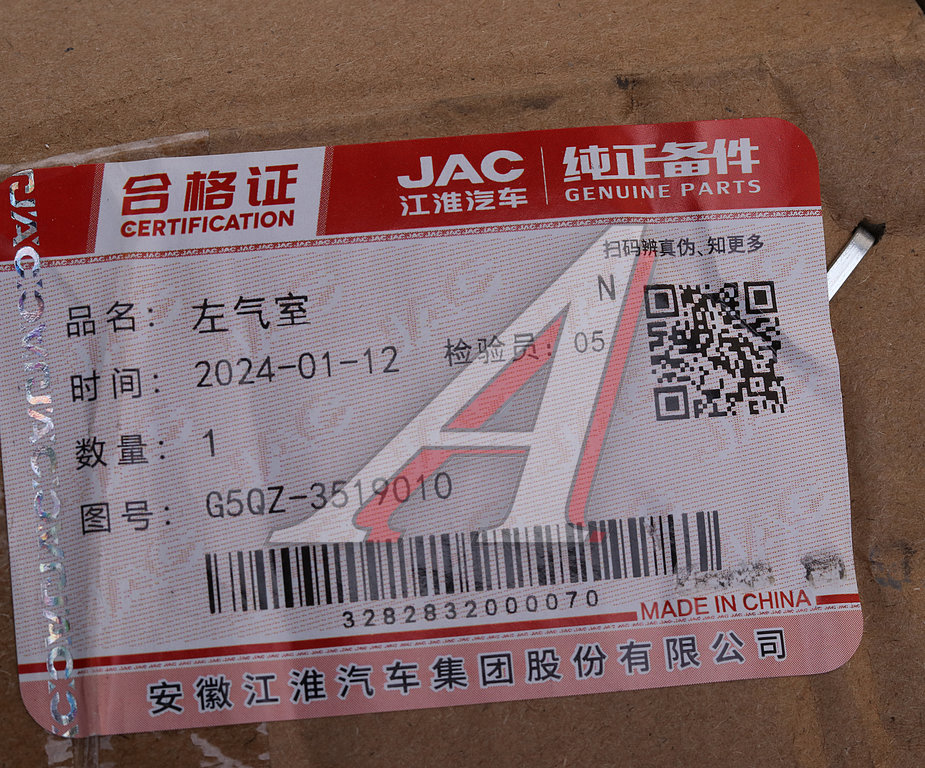 合格证
CERTIFICATION
JAC 纯正备件
江淮汽车 GENUINE PARTS
扫码辨真伪、知更多
N
品名: 左气室
时间: 2024-01-12 检验员: 05
数量: 1
图号: G5QZ-3519010
3282832000070
MADE IN CHINA
安徽江淮汽车集团股份有限公司